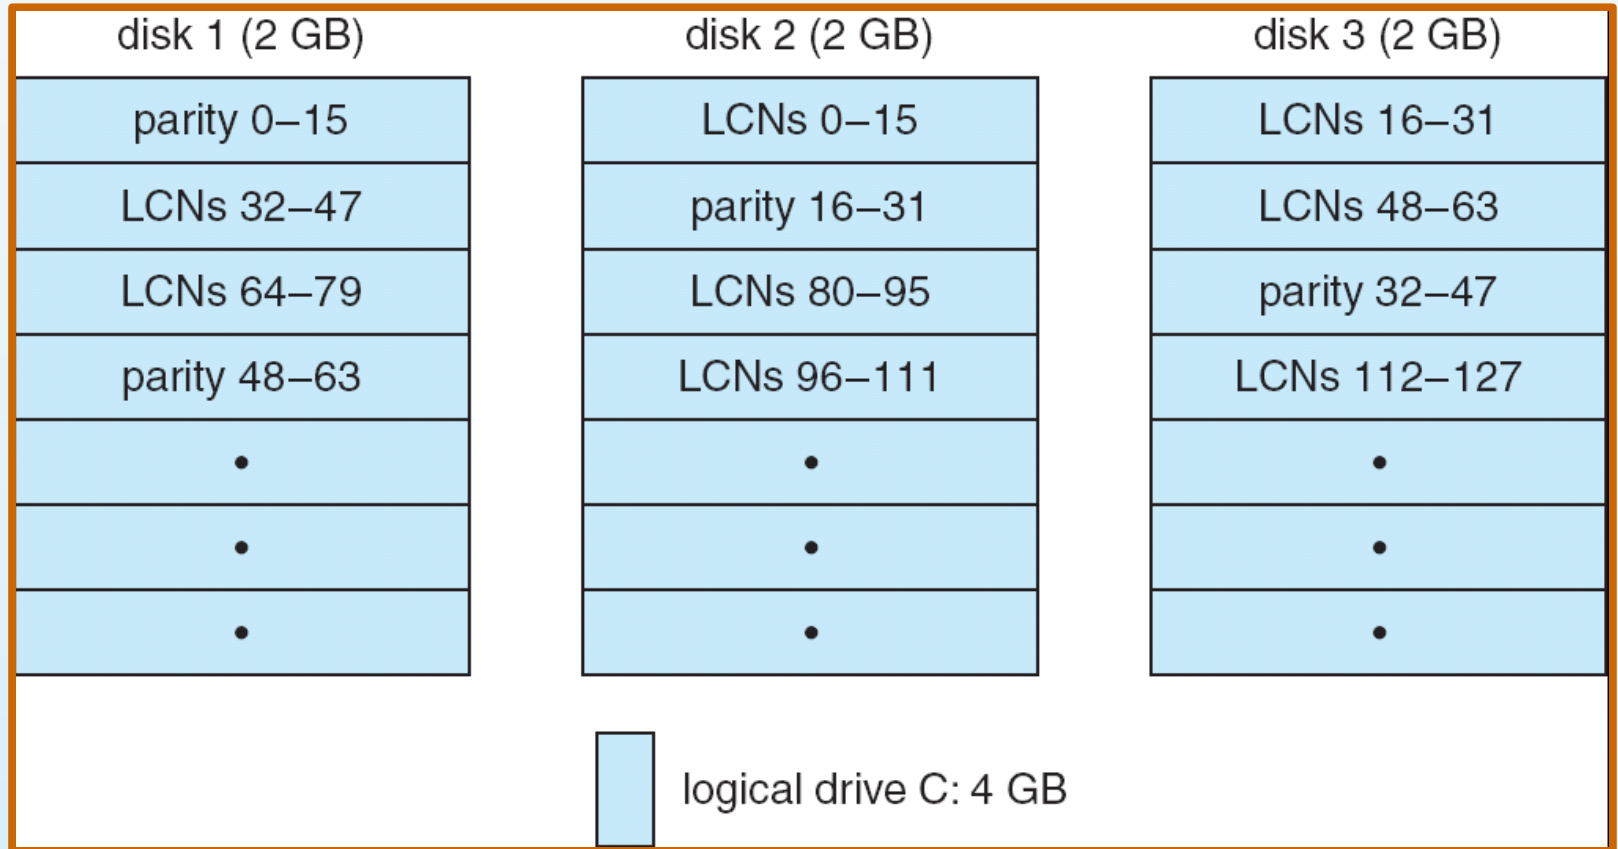 disk 1 (2 GB) disk 2 (2 GB) disk 3 (2 GB)
parity 0–15 LCNs 0–15 LCNs 16–31
LCNs 32–47 parity 16–31 LCNs 48–63
LCNs 64–79 LCNs 80–95 parity 32–47
parity 48–63 LCNs 96–111 LCNs 112–127
• • •
• • •
• • •
logical drive C: 4 GB